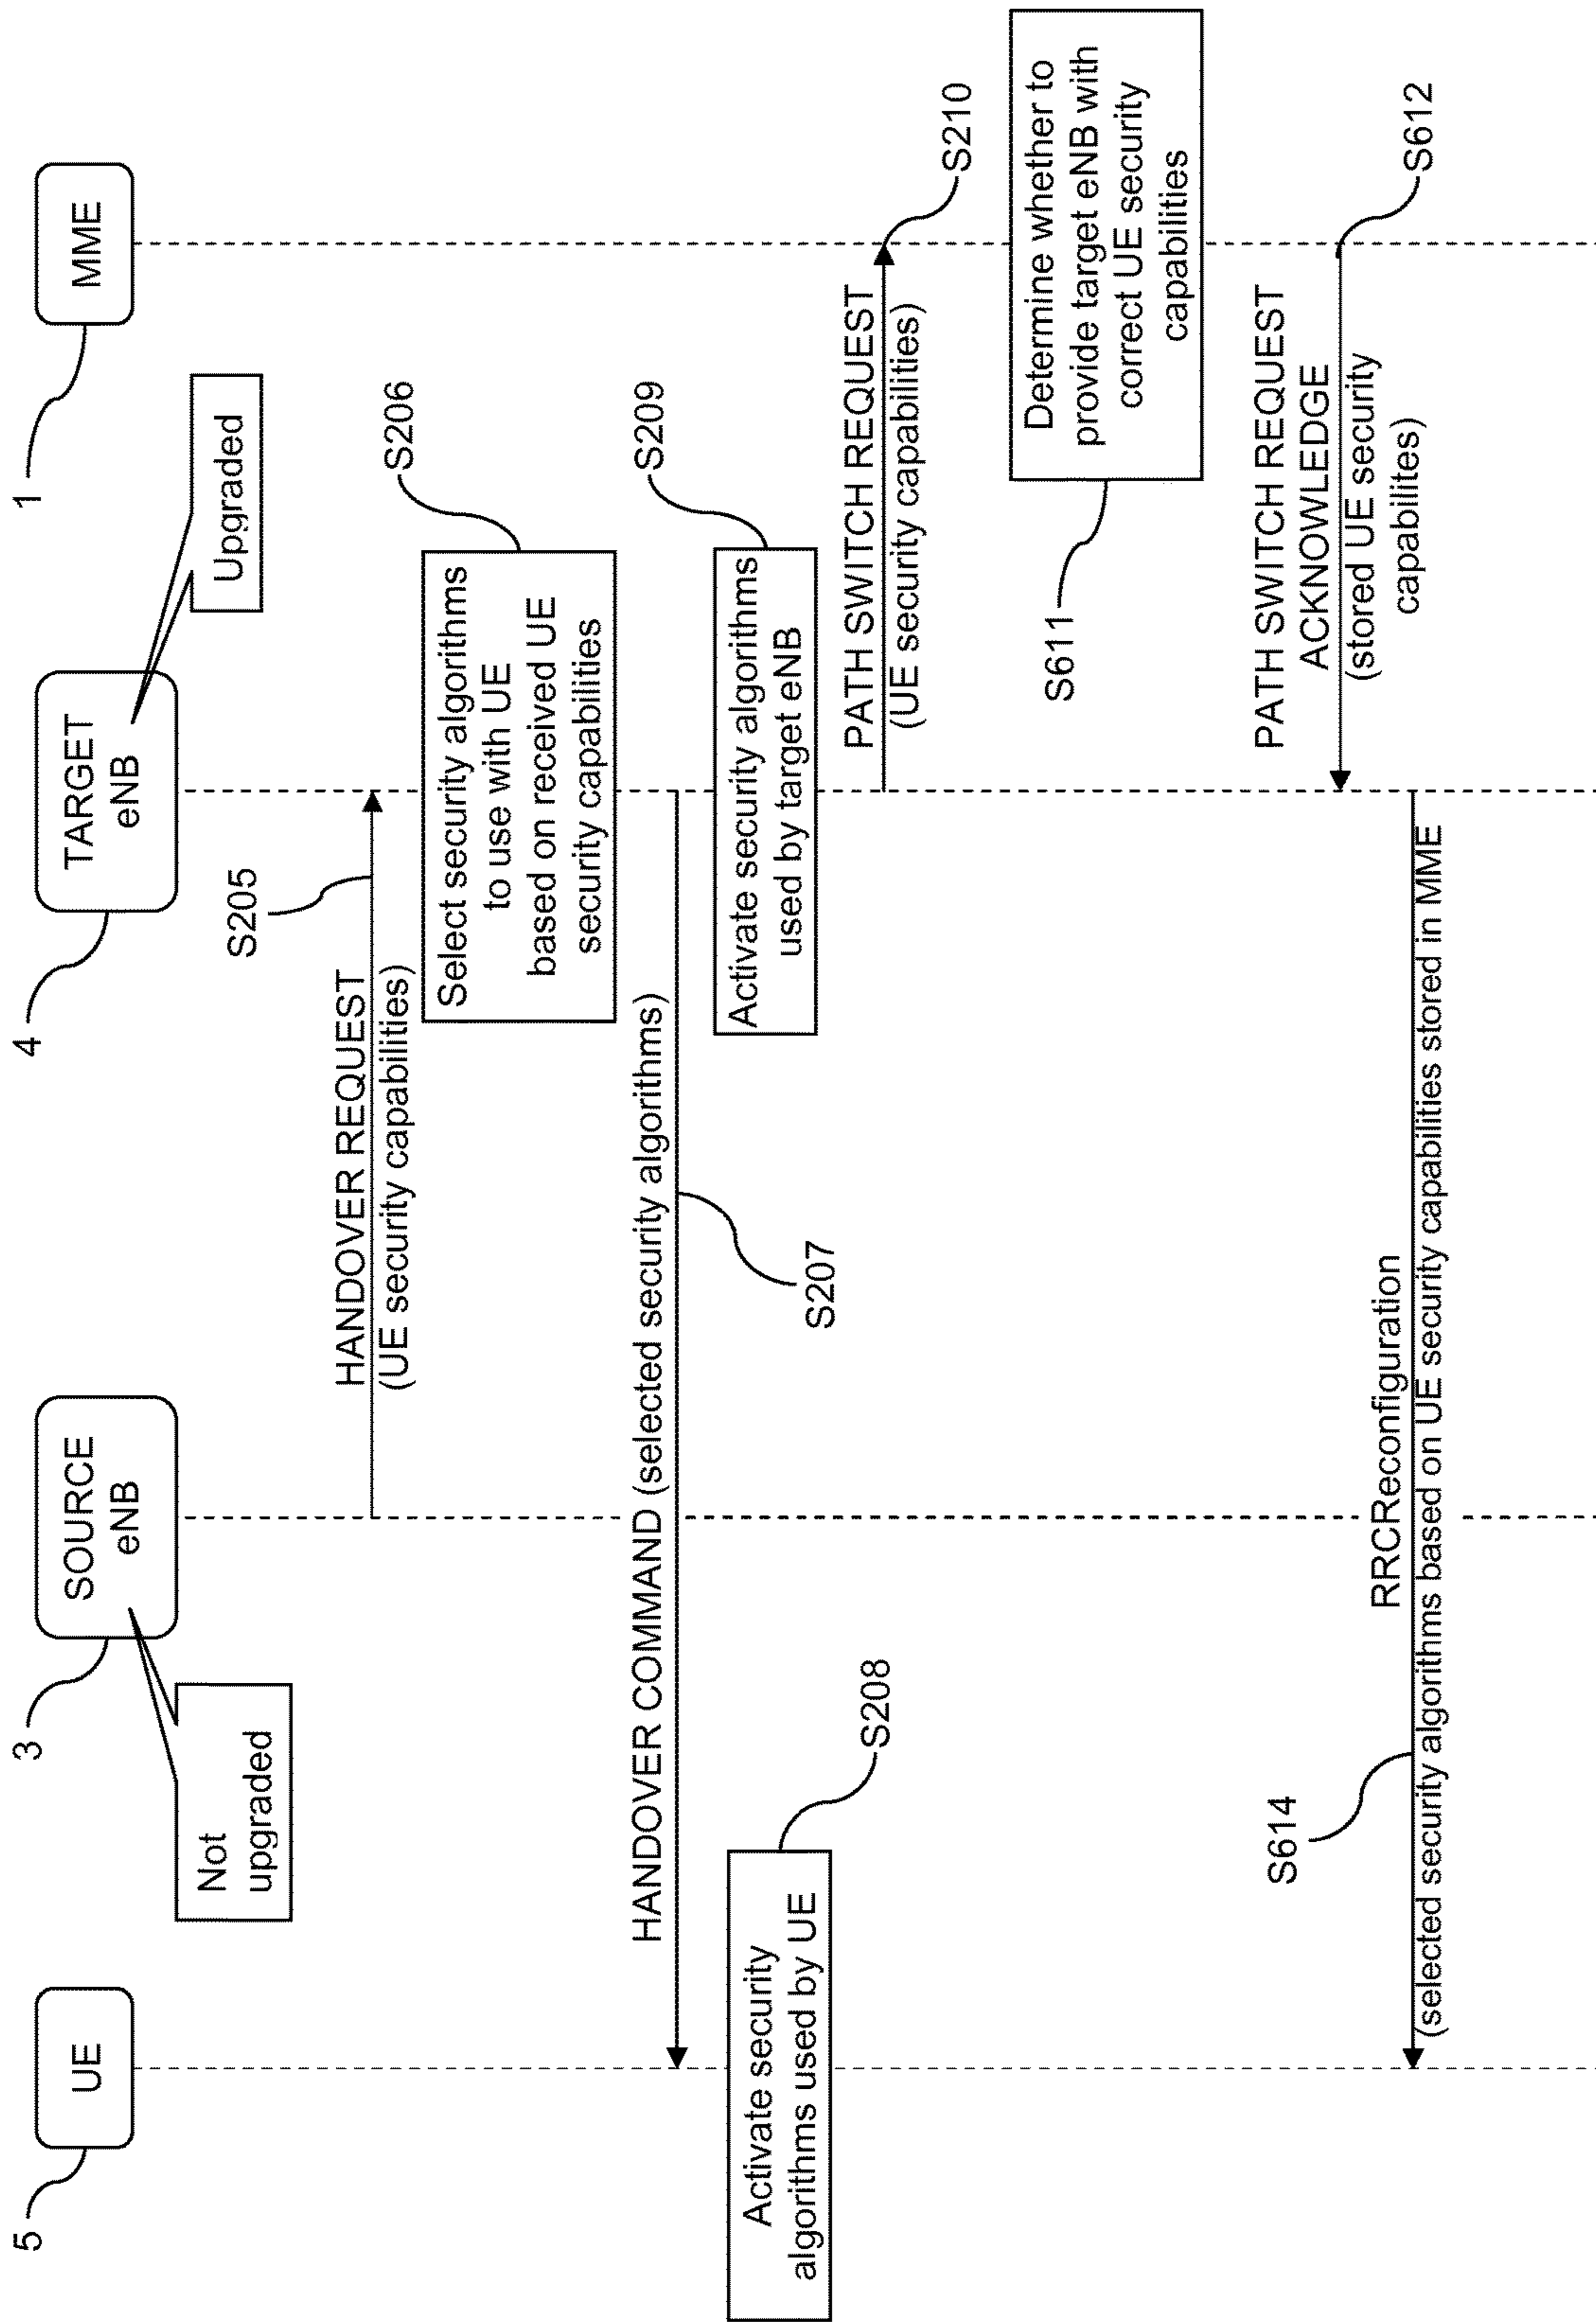 5
3
4
1
UE
SOURCE
eNB
TARGET
eNB
MME
Not
upgraded
Upgraded
S205
HANDOVER REQUEST
(UE security capabilities)
S206
Select security algorithms
to use with UE
based on received UE
security capabilities
HANDOVER COMMAND (selected security algorithms)
S207
S208
Activate security
algorithms used by UE
S209
Activate security algorithms
used by target eNB
PATH SWITCH REQUEST
(UE security capabilities)
S210
S611
Determine whether to
provide target eNB with
correct UE security
capabilities
PATH SWITCH REQUEST
ACKNOWLEDGE
(stored UE security
capabilites)
S612
S614
RRCReconfiguration
(selected security algorithms based on UE security capabilities stored in MME